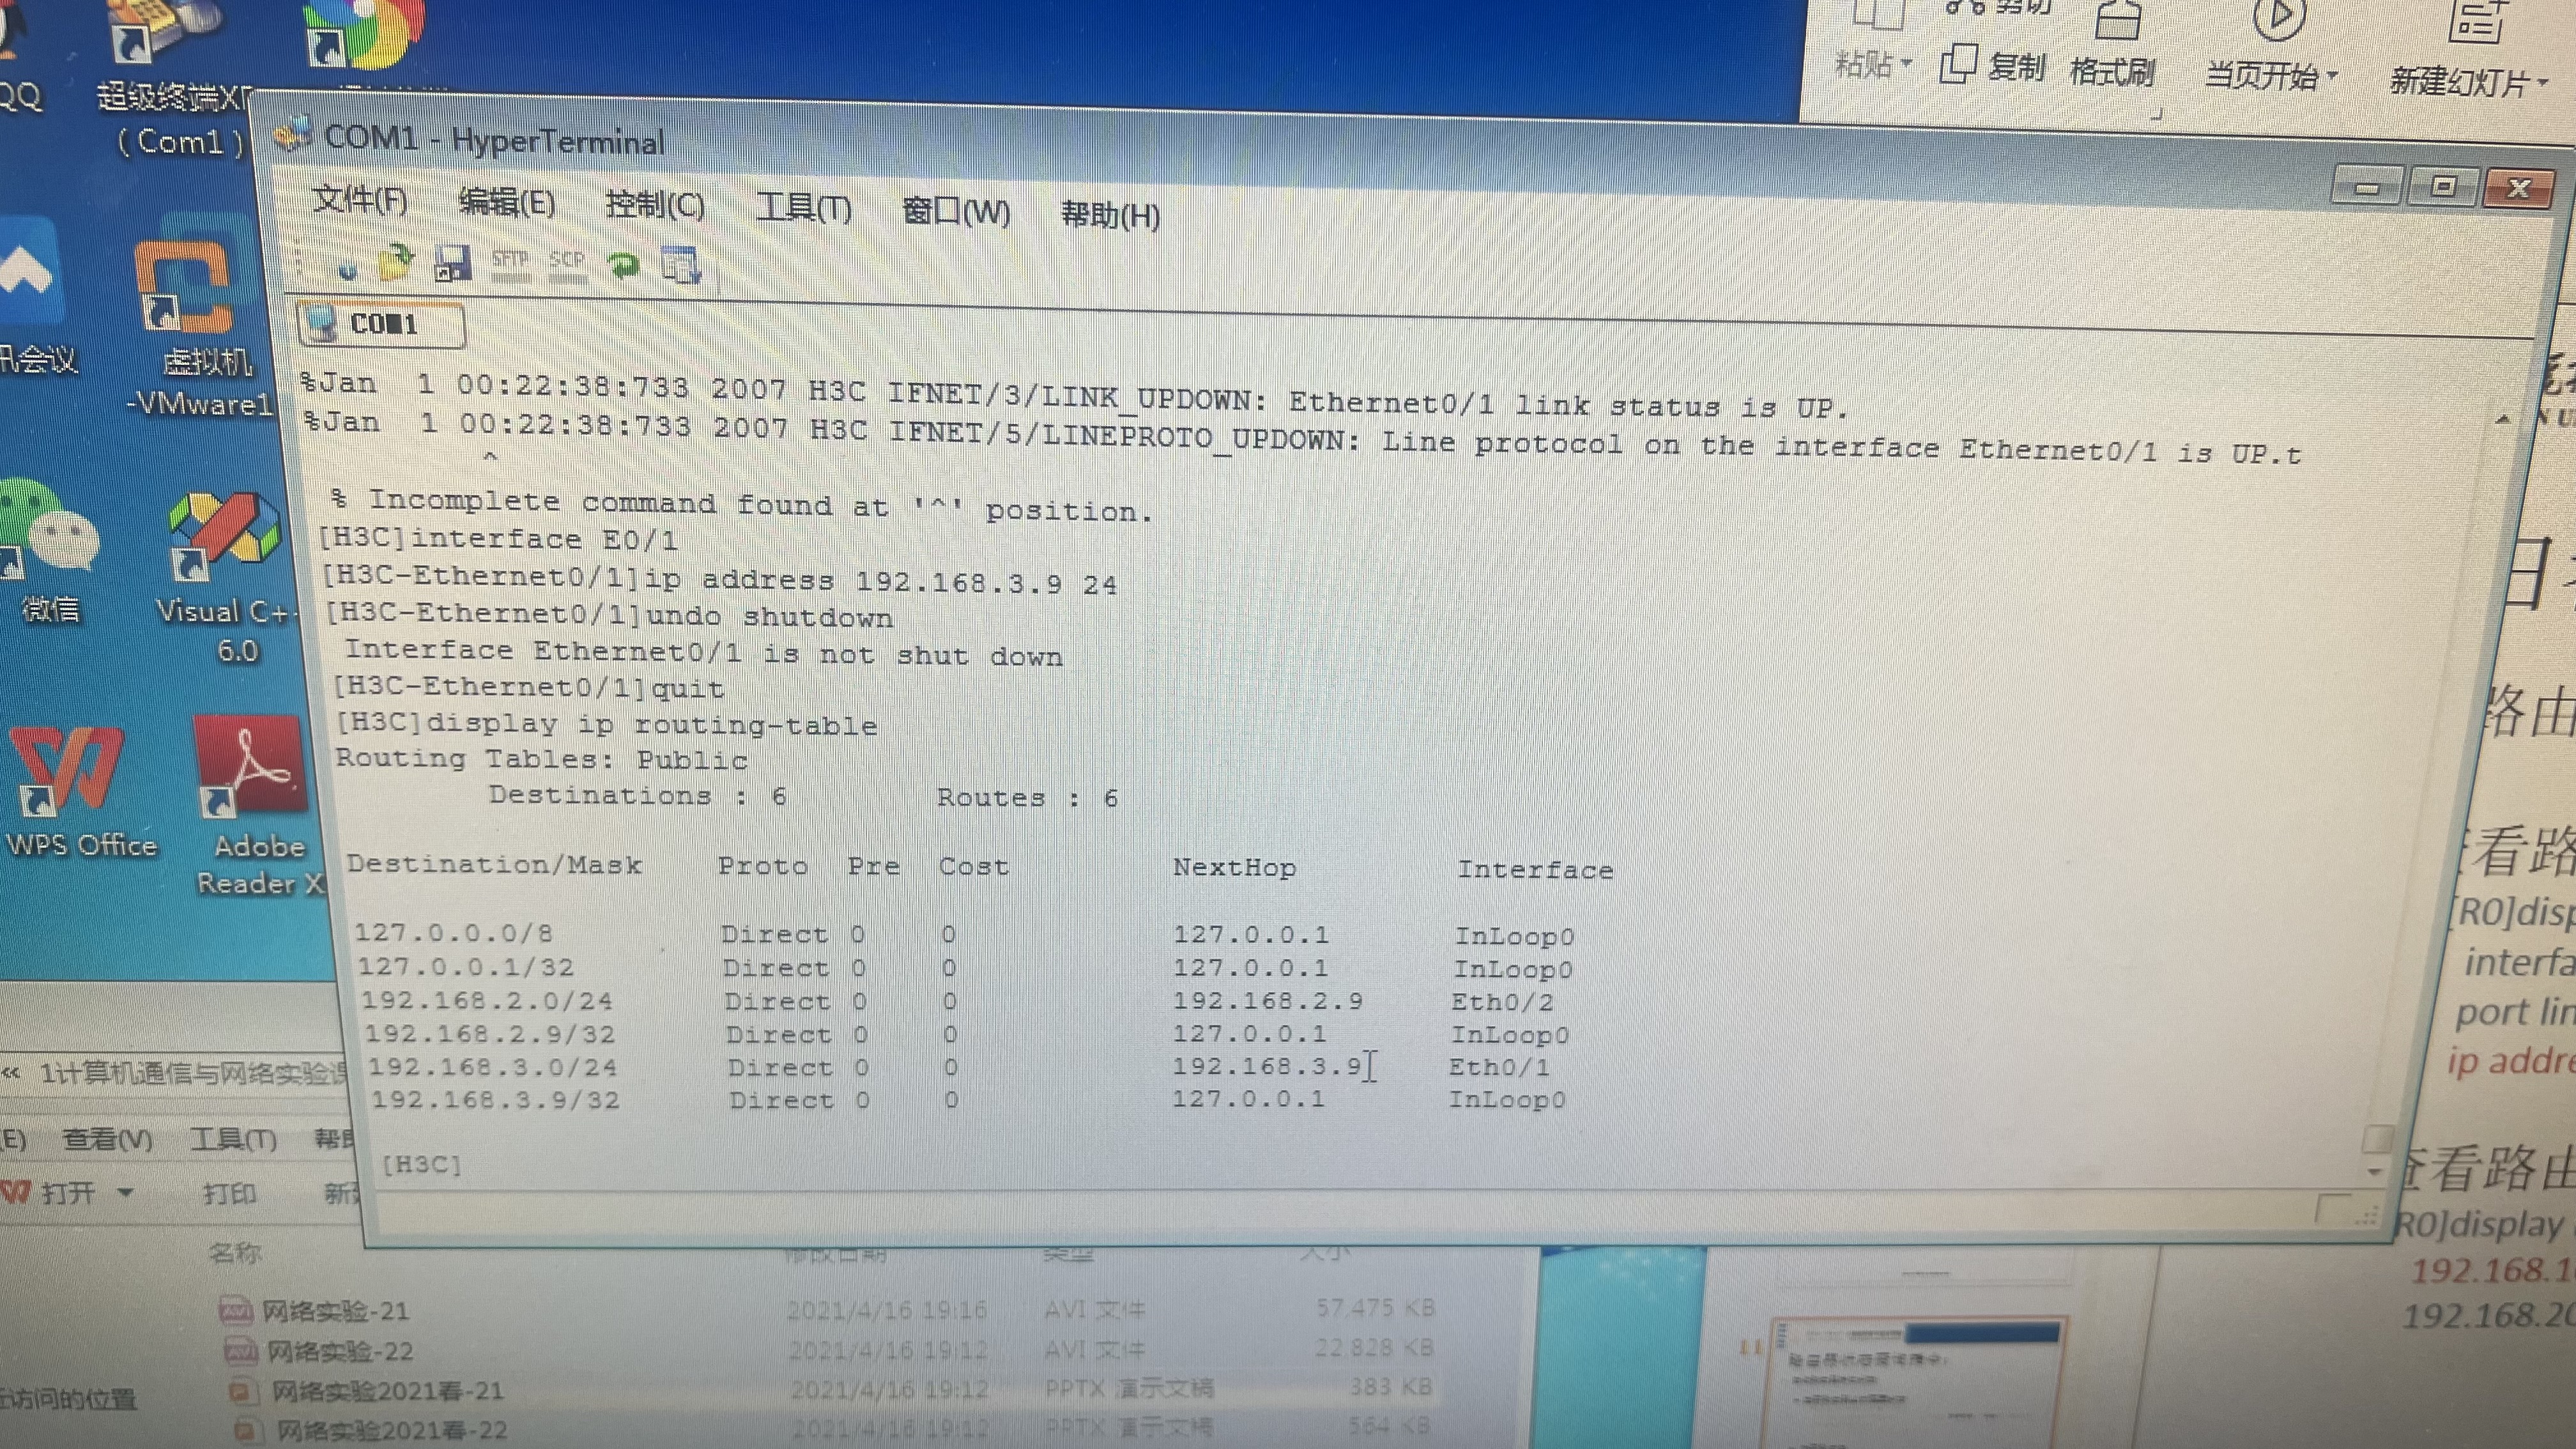 QQ
超级终端XP
(Com1)
粘贴
剪切
复制
格式刷
当页开始
新建幻灯片
COM1 - HyperTerminal
文件(F) 编辑(E) 控制(C) 工具(T) 窗口(W) 帮助(H)
SFTP SCP
COM1
%Jan  1 00:22:38:733 2007 H3C IFNET/3/LINK_UPDOWN: Ethernet0/1 link status is UP.
%Jan  1 00:22:38:733 2007 H3C IFNET/5/LINEPROTO_UPDOWN: Line protocol on the interface Ethernet0/1 is UP.t
^
% Incomplete command found at '^' position.
[H3C]interface E0/1
[H3C-Ethernet0/1]ip address 192.168.3.9 24
[H3C-Ethernet0/1]undo shutdown
Interface Ethernet0/1 is not shut down
[H3C-Ethernet0/1]quit
[H3C]display ip routing-table
Routing Tables: Public
Destinations : 6 Routes : 6
Destination/Mask Proto Pre Cost NextHop Interface
127.0.0.0/8 Direct 0 0 127.0.0.1 InLoop0
127.0.0.1/32 Direct 0 0 127.0.0.1 InLoop0
192.168.2.0/24 Direct 0 0 192.168.2.9 Eth0/2
192.168.2.9/32 Direct 0 0 127.0.0.1 InLoop0
192.168.3.0/24 Direct 0 0 192.168.3.9 Eth0/1
192.168.3.9/32 Direct 0 0 127.0.0.1 InLoop0
[H3C]
讯会议
虚拟机
-VMware1
微信
Visual C+
6.0
WPS Office
Adobe
Reader X
路由
看路
[R0]disp
interfa
port lin
ip addre
查看路由
R0]display
192.168.1
192.168.20
« 1计算机通信与网络实验课
(E) 查看(V) 工具(T) 帮助
打开 打印 新建
名称 修改日期 类型 大小
网络实验-21 2021/4/16 19:16 AVI 文件 57,475 KB
网络实验-22 2021/4/16 19:12 AVI 文件 22,828 KB
网络实验2021春-21 2021/4/16 19:12 PPTX 演示文稿 383 KB
网络实验2021春-22 2021/4/16 19:12 PPTX 演示文稿 564 KB
近访问的位置
11